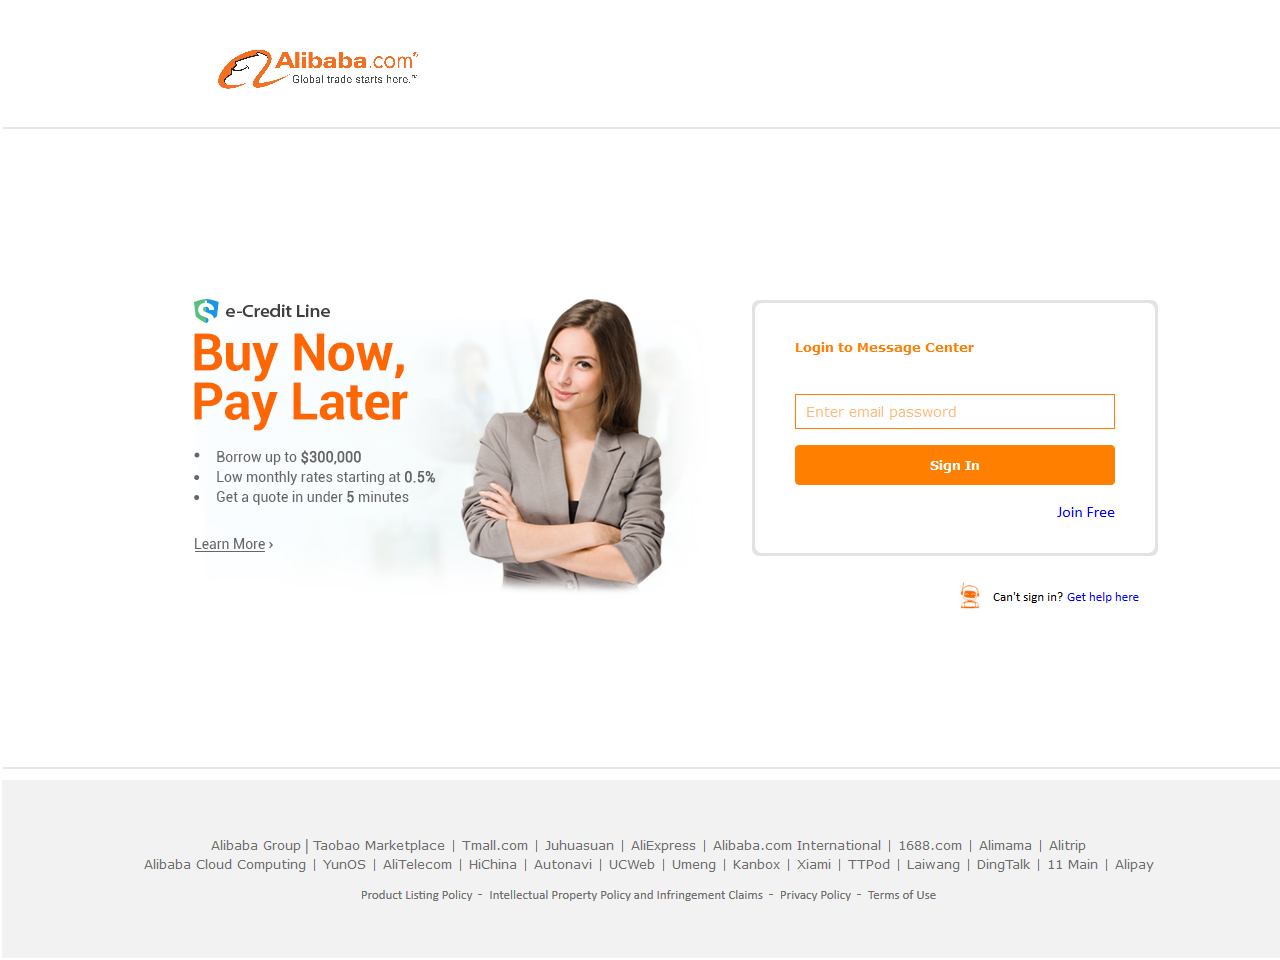 Alibaba.com®
Global trade starts here.™
e-Credit Line
Buy Now,
Pay Later
• Borrow up to $300,000
• Low monthly rates starting at 0.5%
• Get a quote in under 5 minutes
Learn More ›
Login to Message Center
Enter email password
Sign In
Join Free
Can't sign in? Get help here
Alibaba Group | Taobao Marketplace | Tmall.com | Juhuasuan | AliExpress | Alibaba.com International | 1688.com | Alimama | Alitrip
Alibaba Cloud Computing | YunOS | AliTelecom | HiChina | Autonavi | UCWeb | Umeng | Kanbox | Xiami | TTPod | Laiwang | DingTalk | 11 Main | Alipay
Product Listing Policy - Intellectual Property Policy and Infringement Claims - Privacy Policy - Terms of Use